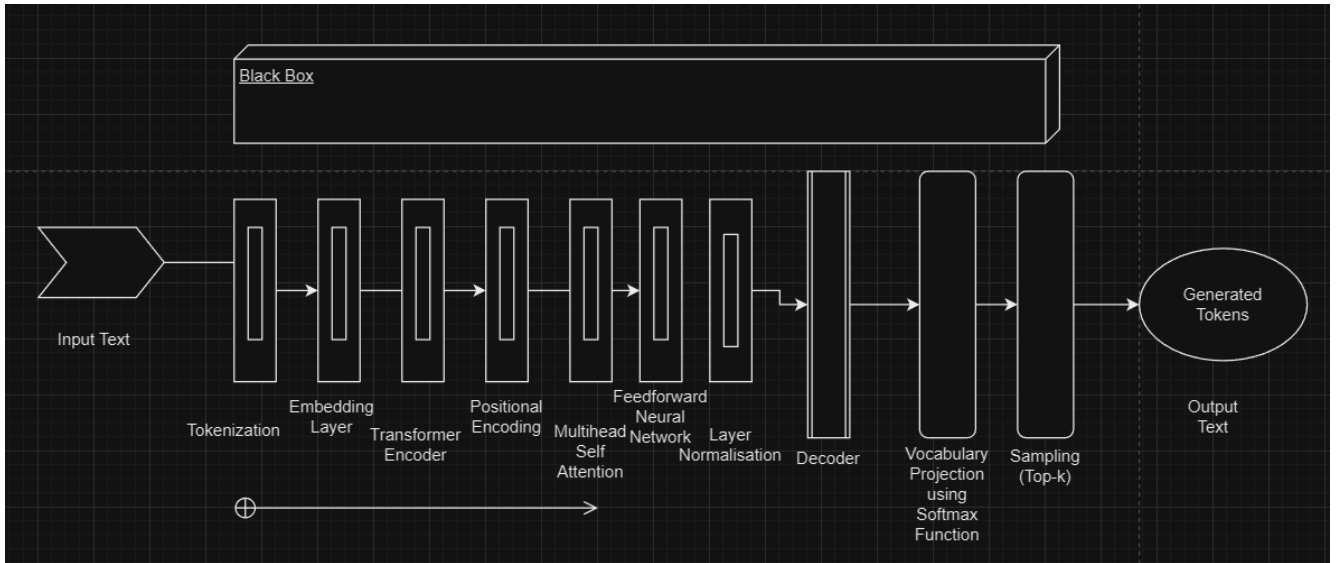 Black Box
Input Text
Tokenization
Embedding
Layer
Transformer
Encoder
Positional
Encoding
Multihead
Self
Attention
Feedforward
Neural
Network
Layer
Normalisation
Decoder
Vocabulary
Projection
using
Softmax
Function
Sampling
(Top-k)
Generated
Tokens
Output
Text